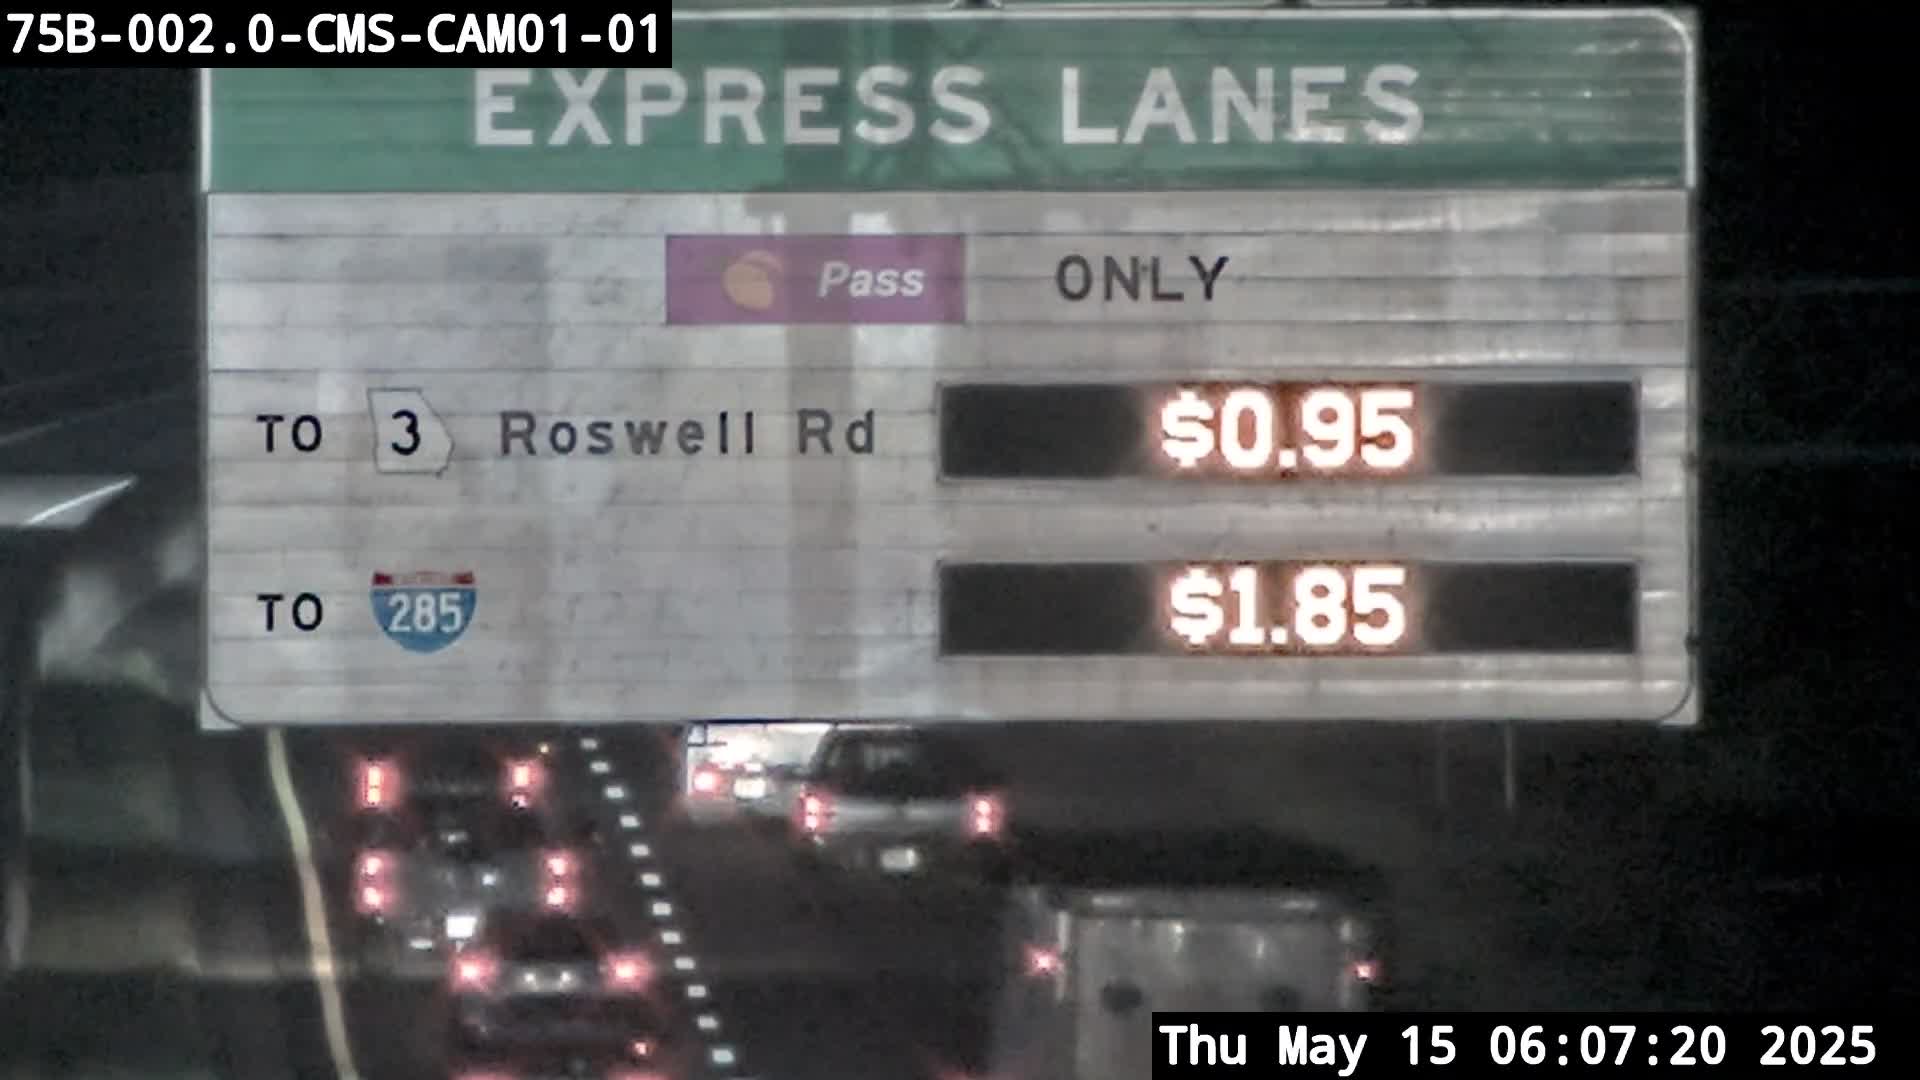 75B-002.0-CMS-CAM01-01
EXPRESS LANES
Pass ONLY
TO 3 Roswell Rd $0.95
TO 285 $1.85
Thu May 15 06:07:20 2025